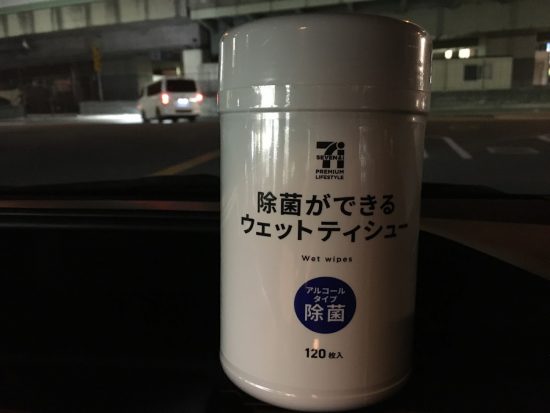 7i
SEVEN&i
PREMIUM
LIFESTYLE
除菌ができる
ウェットティシュー
Wet wipes
アルコール
タイプ
除菌
120枚入